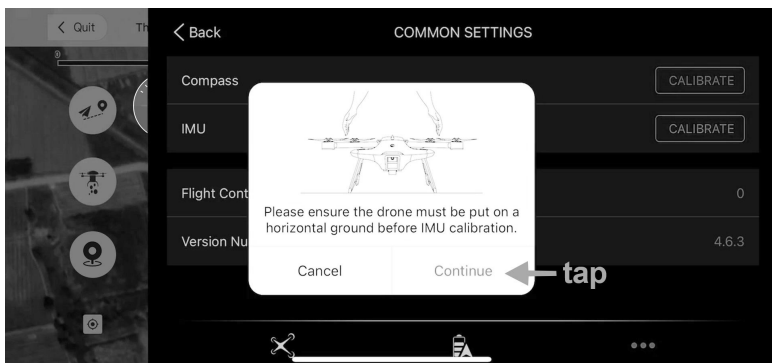 Quit
Th
Back
COMMON SETTINGS
Compass
CALIBRATE
IMU
CALIBRATE
Flight Cont
0
Please ensure the drone must be put on a
horizontal ground before IMU calibration.
Version Nu
4.6.3
Cancel
Continue
tap